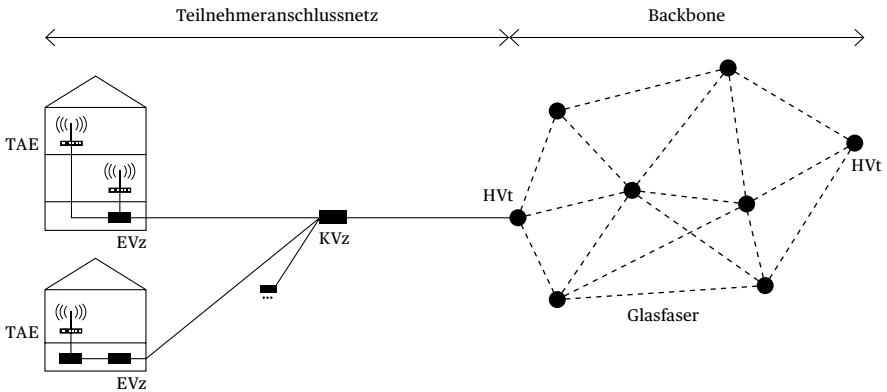 Teilnehmeranschlussnetz
Backbone
TAE
HVt
HVt
KVz
EVz
...
Glasfaser
TAE
EVz